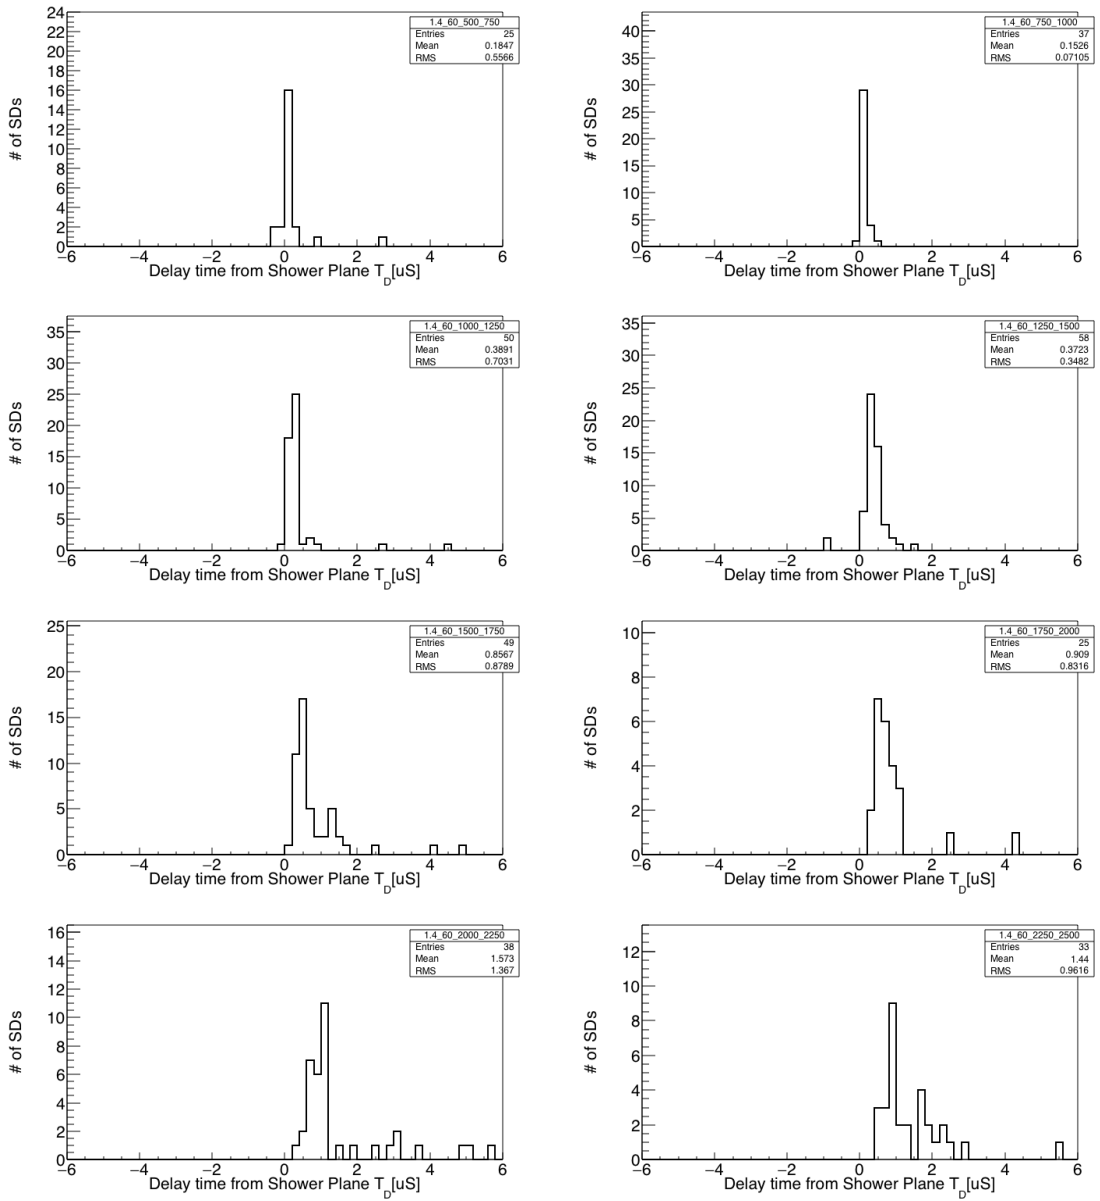 1.4_60_500_750
Entries 25
Mean 0.1847
RMS 0.5566
# of SDs
24
22
20
18
16
14
12
10
8
6
4
2
0
−6 −4 −2 0 2 4 6
Delay time from Shower Plane T_D[uS]
1.4_60_750_1000
Entries 37
Mean 0.1526
RMS 0.07105
# of SDs
40
35
30
25
20
15
10
5
0
−6 −4 −2 0 2 4 6
Delay time from Shower Plane T_D[uS]
1.4_60_1000_1250
Entries 50
Mean 0.3891
RMS 0.7031
# of SDs
35
30
25
20
15
10
5
0
−6 −4 −2 0 2 4 6
Delay time from Shower Plane T_D[uS]
1.4_60_1250_1500
Entries 58
Mean 0.3723
RMS 0.3482
# of SDs
35
30
25
20
15
10
5
0
−6 −4 −2 0 2 4 6
Delay time from Shower Plane T_D[uS]
1.4_60_1500_1750
Entries 49
Mean 0.8567
RMS 0.8789
# of SDs
25
20
15
10
5
0
−6 −4 −2 0 2 4 6
Delay time from Shower Plane T_D[uS]
1.4_60_1750_2000
Entries 25
Mean 0.909
RMS 0.8316
# of SDs
10
8
6
4
2
0
−6 −4 −2 0 2 4 6
Delay time from Shower Plane T_D[uS]
1.4_60_2000_2250
Entries 38
Mean 1.573
RMS 1.367
# of SDs
16
14
12
10
8
6
4
2
0
−6 −4 −2 0 2 4 6
Delay time from Shower Plane T_D[uS]
1.4_60_2250_2500
Entries 33
Mean 1.44
RMS 0.9616
# of SDs
12
10
8
6
4
2
0
−6 −4 −2 0 2 4 6
Delay time from Shower Plane T_D[uS]